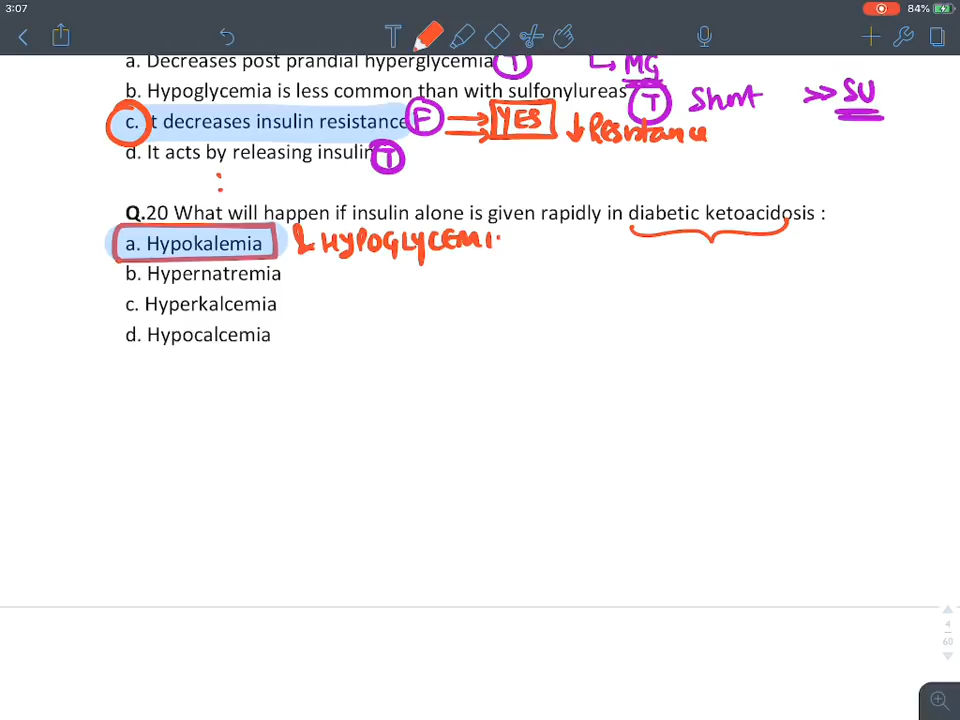 3:07 84%
T
a. Decreases post prandial hyperglycemia T MG
b. Hypoglycemia is less common than with sulfonylureas T Short >> SU
c. It decreases insulin resistance F YES ↓ Resistance
d. It acts by releasing insulin T
Q.20 What will happen if insulin alone is given rapidly in diabetic ketoacidosis :
a. Hypokalemia & HYPOGLYCEMI
b. Hypernatremia
c. Hyperkalcemia
d. Hypocalcemia
4
60